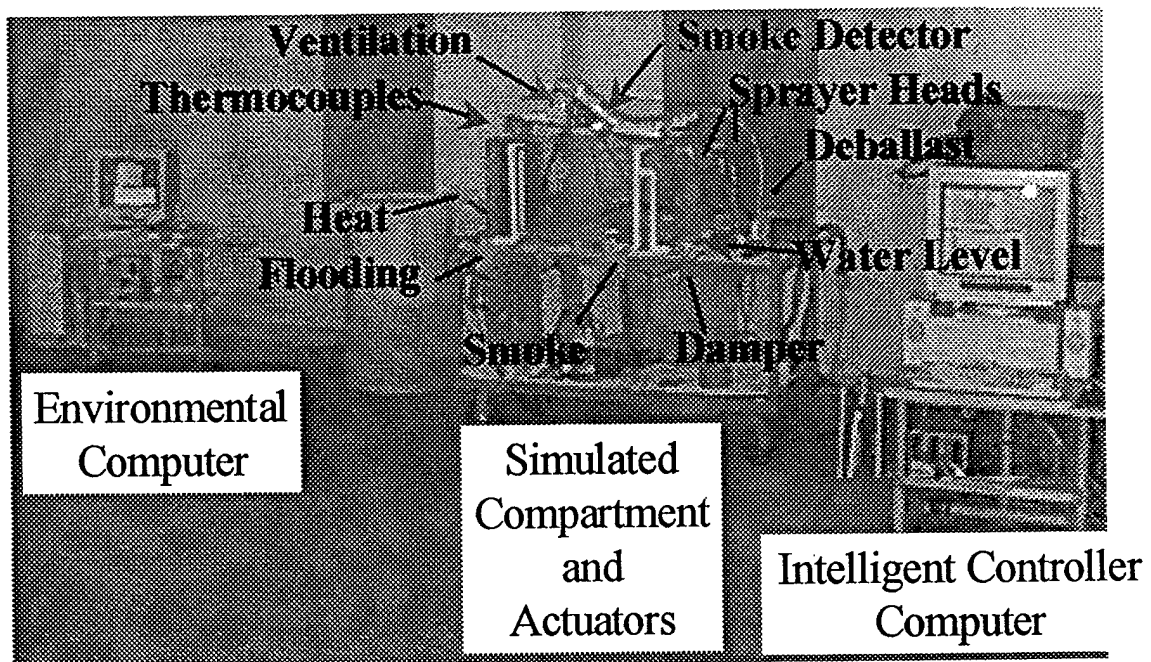 Ventilation
Smoke Detector
Thermocouples
Sprayer Heads
Deballast
Heat
Water Level
Flooding
Smoke
Damper
Environmental
Computer
Simulated
Compartment
and
Actuators
Intelligent Controller
Computer